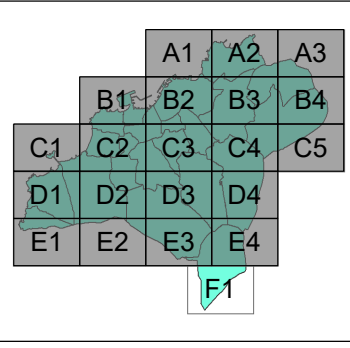 A1 A2 A3
B1 B2 B3 B4
C1 C2 C3 C4 C5
D1 D2 D3 D4
E1 E2 E3 E4
F1